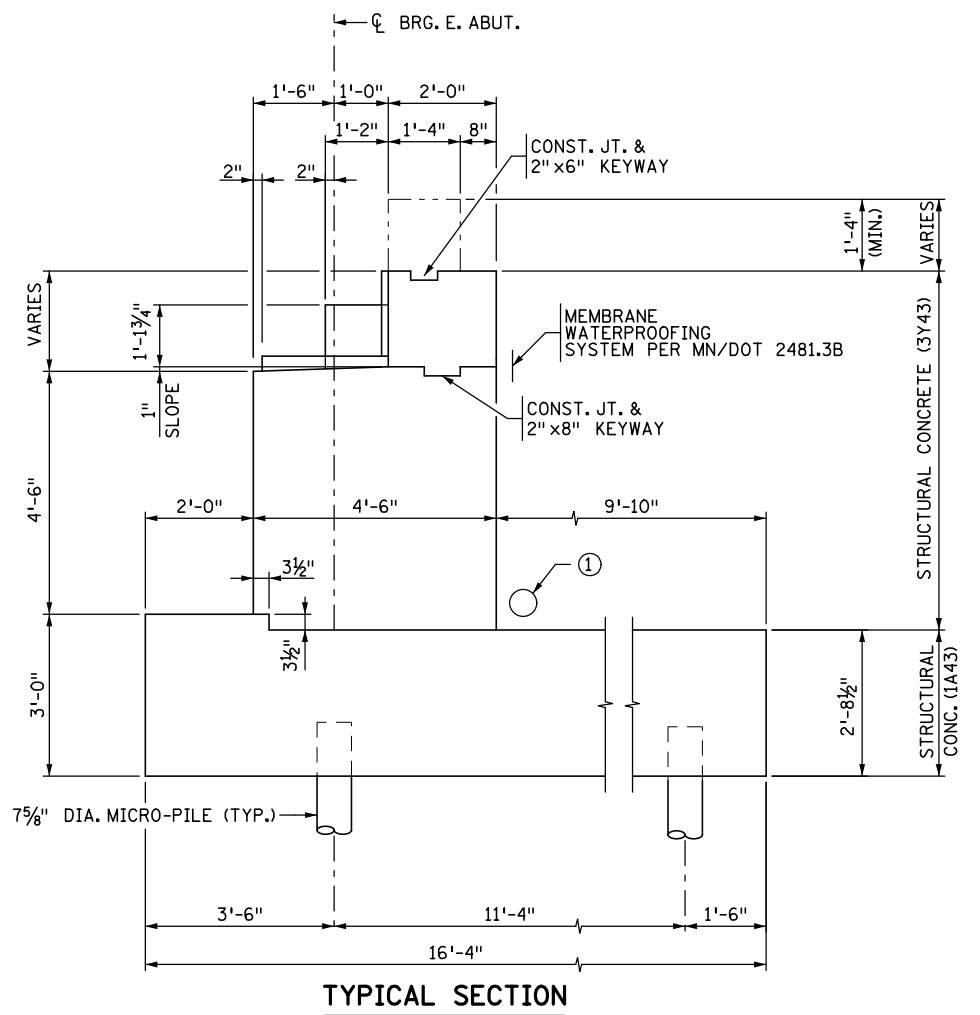 ℄ BRG. E. ABUT.
1'-6"
1'-0"
2'-0"
1'-2"
1'-4"
8"
CONST. JT. &
2"x6" KEYWAY
2"
2"
1'-4"
(MIN.)
VARIES
VARIES
1'-1¾"
MEMBRANE
WATERPROOFING
SYSTEM PER MN/DOT 2481.3B
1"
SLOPE
CONST. JT. &
2"x8" KEYWAY
STRUCTURAL CONCRETE (3Y43)
4'-6"
2'-0"
4'-6"
9'-10"
3½"
1
3½"
3'-0"
2'-8½"
STRUCTURAL
CONC. (1A43)
7⅝" DIA. MICRO-PILE (TYP.)
3'-6"
11'-4"
1'-6"
16'-4"
TYPICAL SECTION